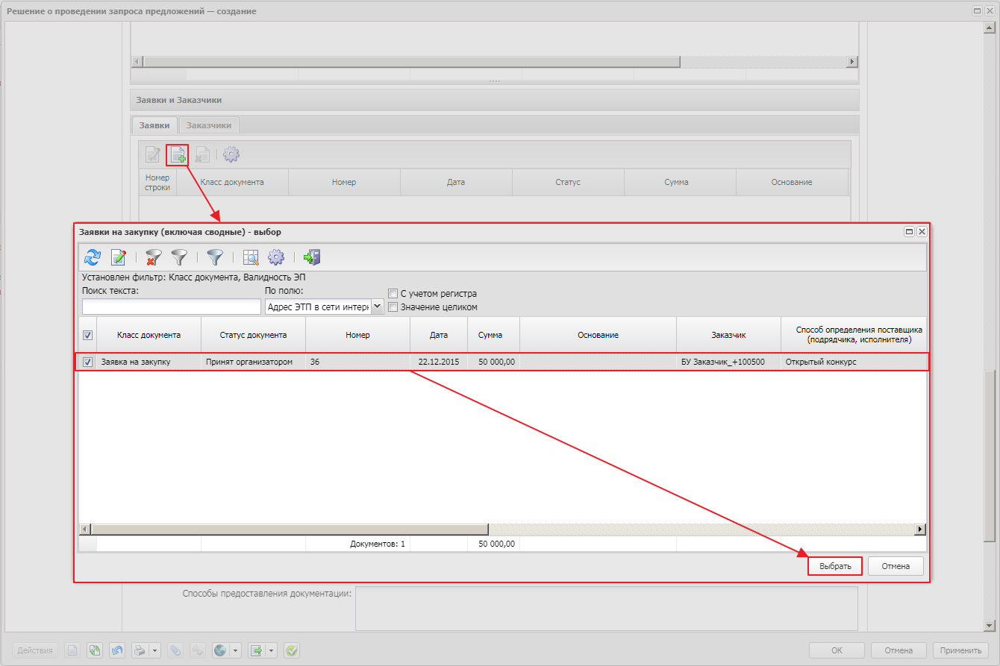 Решение о проведении запроса предложений — создание
Заявки и Заказчики
Заявки Заказчики
Номер строки Класс документа Номер Дата Статус Сумма Основание
Заявки на закупку (включая сводные) - выбор
Установлен фильтр: Класс документа, Валидность ЭП
Поиск текста: По полю: С учетом регистра
Адрес ЭТП в сети интерн Значение целиком
Класс документа Статус документа Номер Дата Сумма Основание Заказчик Способ определения поставщика (подрядчика, исполнителя)
Заявка на закупку Принят организатором 36 22.12.2015 50 000,00 БУ Заказчик_+100500 Открытый конкурс
Документов: 1 50 000,00
Выбрать Отмена
Способы предоставления документации:
Действия ОК Отмена Применить